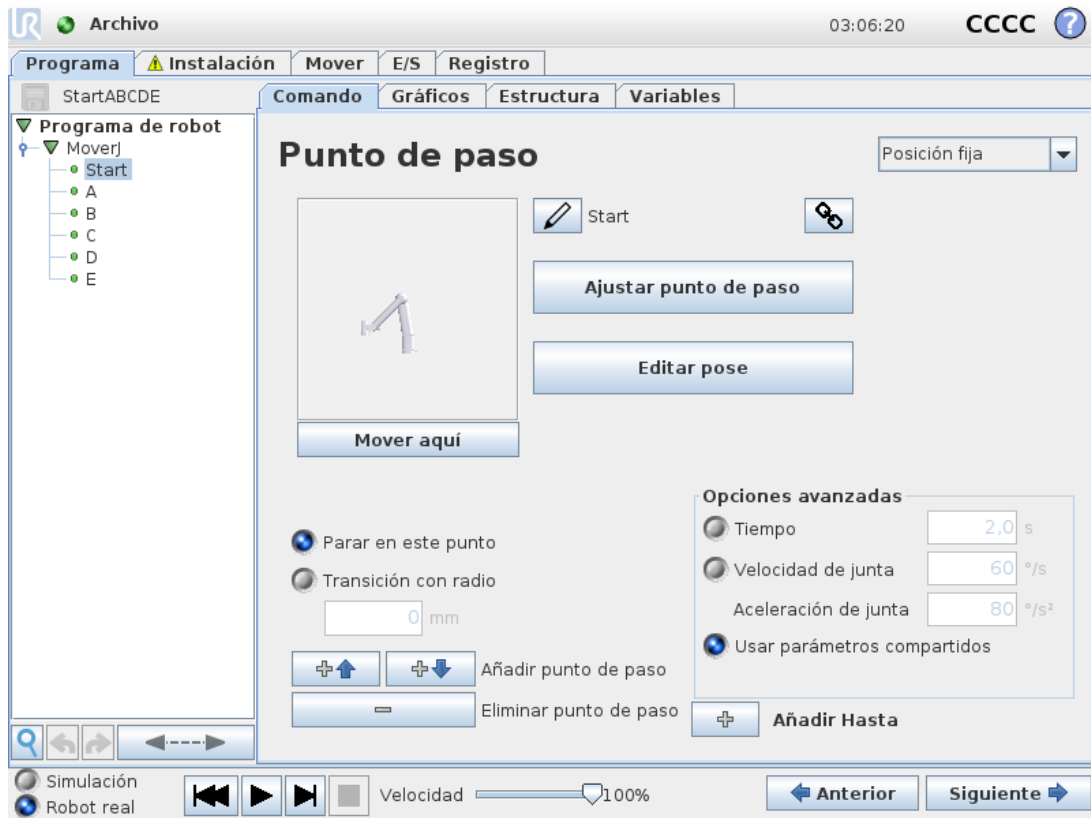 UR Archivo 03:06:20 CCCC ?
Programa Instalación Mover E/S Registro
StartABCDE Comando Gráficos Estructura Variables
Programa de robot
MoverJ
Start
A
B
C
D
E
Punto de paso Posición fija
Start
Ajustar punto de paso
Editar pose
Mover aquí
Parar en este punto
Transición con radio
0 mm
Añadir punto de paso
Eliminar punto de paso
Opciones avanzadas
Tiempo 2,0 s
Velocidad de junta 60 °/s
Aceleración de junta 80 °/s²
Usar parámetros compartidos
Añadir Hasta
Simulación
Robot real
Velocidad 100%
Anterior Siguiente